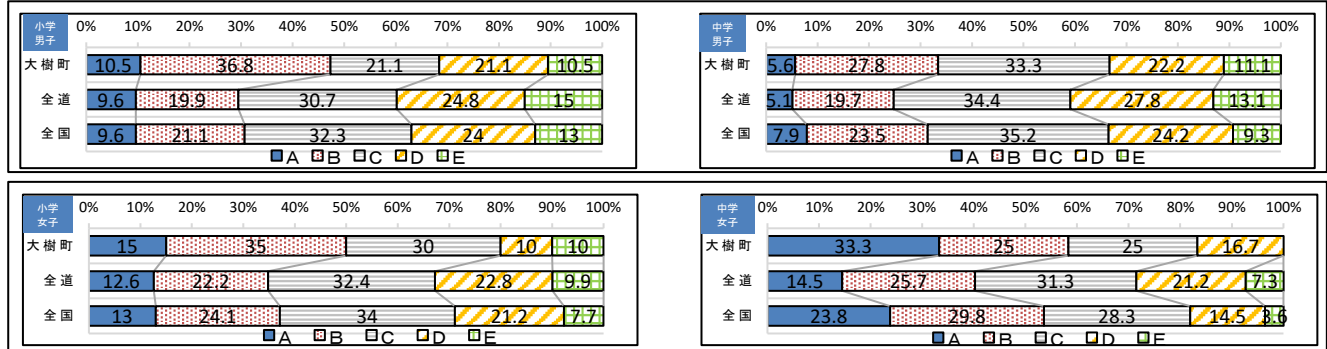 小学
男子
0% 10% 20% 30% 40% 50% 60% 70% 80% 90% 100%
大樹町 10.5 36.8 21.1 21.1 10.5
全道 9.6 19.9 30.7 24.8 15
全国 9.6 21.1 32.3 24 13
A B C D E
中学
男子
0% 10% 20% 30% 40% 50% 60% 70% 80% 90% 100%
大樹町 5.6 27.8 33.3 22.2 11.1
全道 5.1 19.7 34.4 27.8 13.1
全国 7.9 23.5 35.2 24.2 9.3
A B C D E
小学
女子
0% 10% 20% 30% 40% 50% 60% 70% 80% 90% 100%
大樹町 15 35 30 10 10
全道 12.6 22.2 32.4 22.8 9.9
全国 13 24.1 34 21.2 7.7
A B C D E
中学
女子
0% 10% 20% 30% 40% 50% 60% 70% 80% 90% 100%
大樹町 33.3 25 25 16.7
全道 14.5 25.7 31.3 21.2 7.3
全国 23.8 29.8 28.3 14.5 3.6
A B C D E